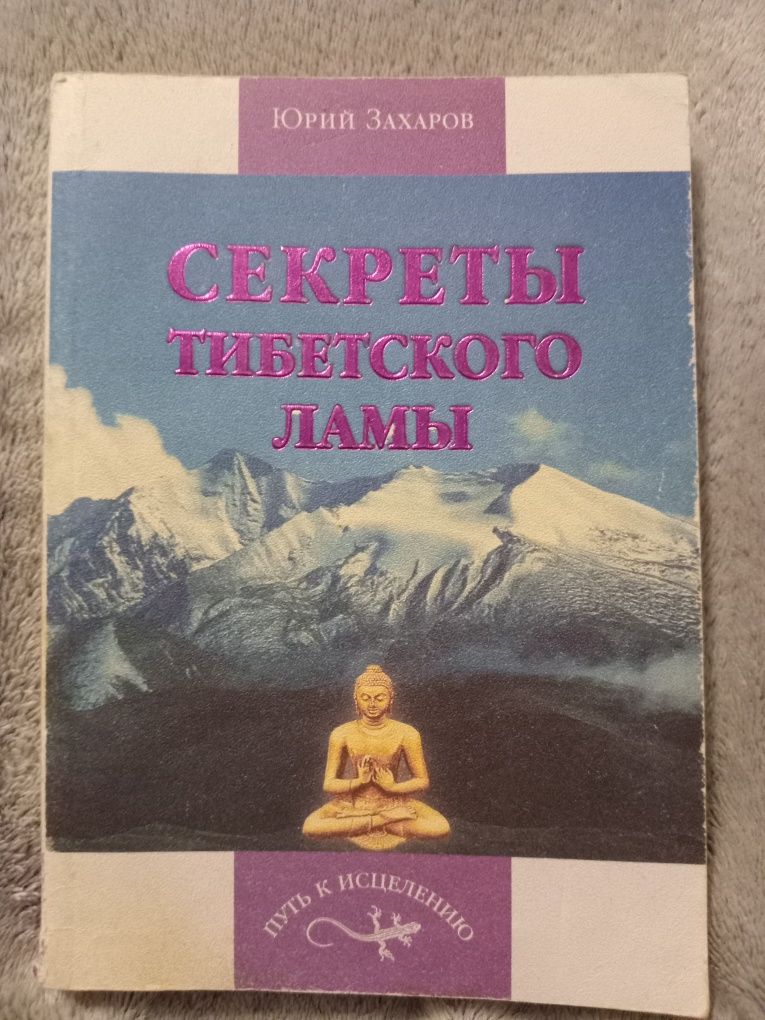 Юрий Захаров
СЕКРЕТЫ
ТИБЕТСКОГО
ЛАМЫ
ПУТЬ К ИСЦЕЛЕНИЮ